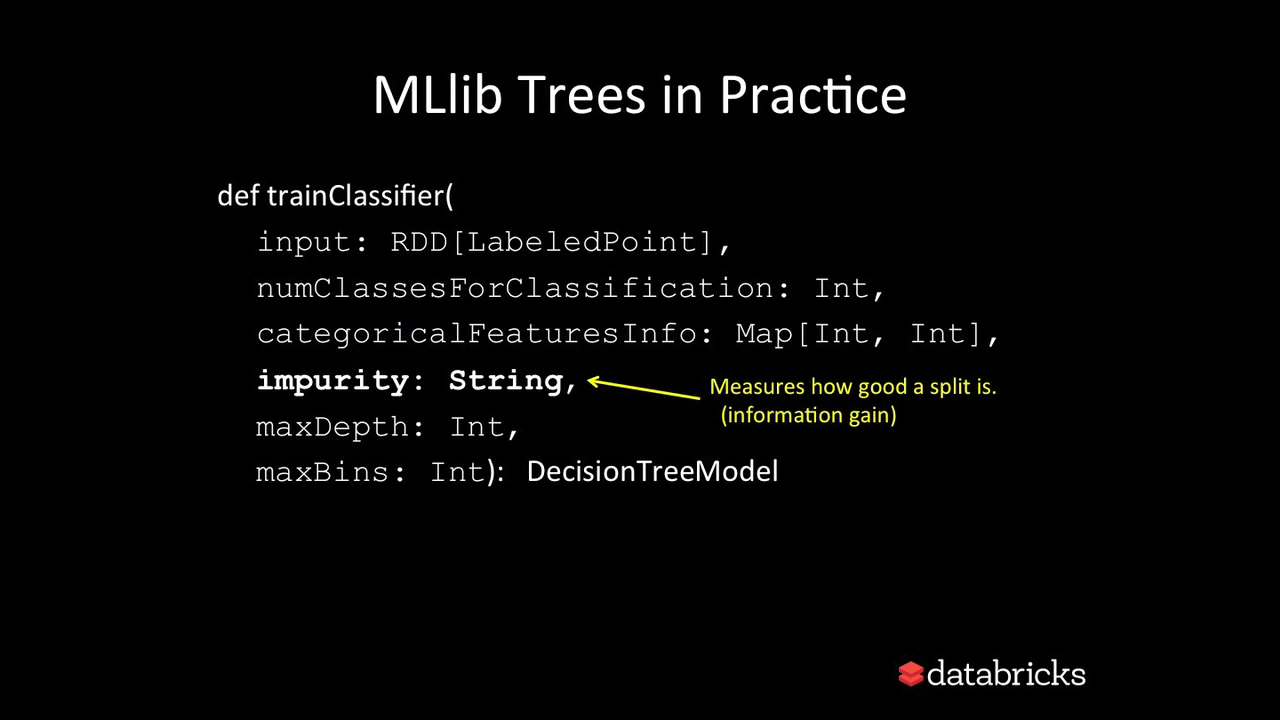 MLlib Trees in Practice
def trainClassifier(
input: RDD[LabeledPoint],
numClassesForClassification: Int,
categoricalFeaturesInfo: Map[Int, Int],
impurity: String,
Measures how good a split is.
(information gain)
maxDepth: Int,
maxBins: Int): DecisionTreeModel
databricks